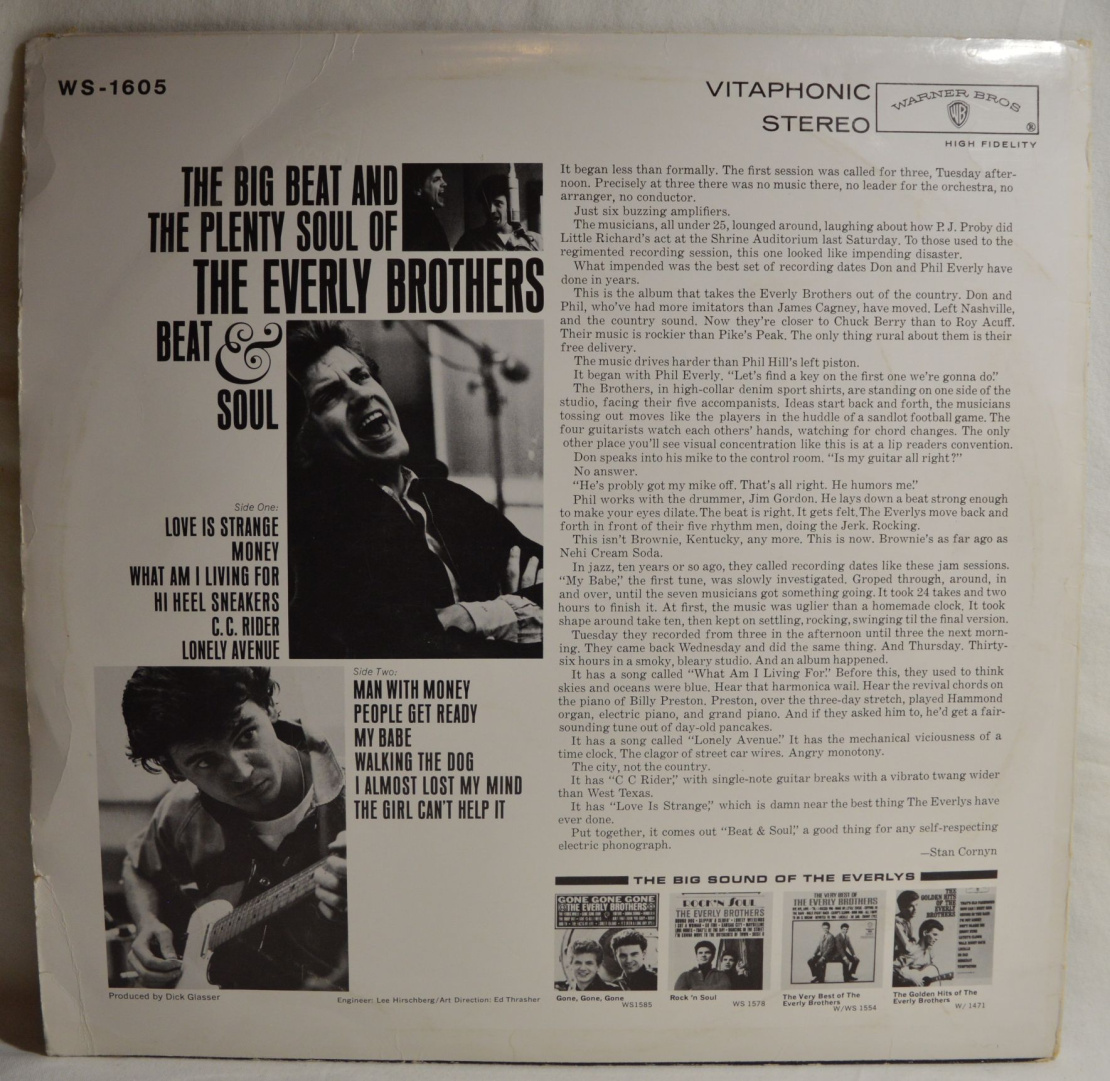 WS-1605
VITAPHONIC
STEREO
WARNER BROS
WB
®
HIGH FIDELITY
THE BIG BEAT AND
THE PLENTY SOUL OF
THE EVERLY BROTHERS
BEAT &
SOUL
Side One:
LOVE IS STRANGE
MONEY
WHAT AM I LIVING FOR
HI HEEL SNEAKERS
C. C. RIDER
LONELY AVENUE
Side Two:
MAN WITH MONEY
PEOPLE GET READY
MY BABE
WALKING THE DOG
I ALMOST LOST MY MIND
THE GIRL CAN'T HELP IT
Produced by Dick Glasser
Engineer: Lee Hirschberg/Art Direction: Ed Thrasher
It began less than formally. The first session was called for three, Tuesday after-
noon. Precisely at three there was no music there, no leader for the orchestra, no
arranger, no conductor.
Just six buzzing amplifiers.
The musicians, all under 25, lounged around, laughing about how P. J. Proby did
Little Richard's act at the Shrine Auditorium last Saturday. To those used to the
regimented recording session, this one looked like impending disaster.
What impended was the best set of recording dates Don and Phil Everly have
done in years.
This is the album that takes the Everly Brothers out of the country. Don and
Phil, who've had more imitators than James Cagney, have moved. Left Nashville,
and the country sound. Now they're closer to Chuck Berry than to Roy Acuff.
Their music is rockier than Pike's Peak. The only thing rural about them is their
free delivery.
The music drives harder than Phil Hill's left piston.
It began with Phil Everly. "Let's find a key on the first one we're gonna do."
The Brothers, in high-collar denim sport shirts, are standing on one side of the
studio, facing their five accompanists. Ideas start back and forth, the musicians
tossing out moves like the players in the huddle of a sandlot football game. The
four guitarists watch each others' hands, watching for chord changes. The only
other place you'll see visual concentration like this is at a lip readers convention.
Don speaks into his mike to the control room. "Is my guitar all right?"
No answer.
"He's probly got my mike off. That's all right. He humors me."
Phil works with the drummer, Jim Gordon. He lays down a beat strong enough
to make your eyes dilate. The beat is right. It gets felt. The Everlys move back and
forth in front of their five rhythm men, doing the Jerk. Rocking.
This isn't Brownie, Kentucky, any more. This is now. Brownie's as far ago as
Nehi Cream Soda.
In jazz, ten years or so ago, they called recording dates like these jam sessions.
"My Babe," the first tune, was slowly investigated. Groped through, around, in
and over, until the seven musicians got something going. It took 24 takes and two
hours to finish it. At first, the music was uglier than a homemade clock. It took
shape around take ten, then kept on settling, rocking, swinging til the final version.
Tuesday they recorded from three in the afternoon until three the next morn-
ing. They came back Wednesday and did the same thing. And Thursday. Thirty-
six hours in a smoky, bleary studio. And an album happened.
It has a song called "What Am I Living For." Before this, they used to think
skies and oceans were blue. Hear that harmonica wail. Hear the revival chords on
the piano of Billy Preston. Preston, over the three-day stretch, played Hammond
organ, electric piano, and grand piano. And if they asked him to, he'd get a fair-
sounding tune out of day-old pancakes.
It has a song called "Lonely Avenue." It has the mechanical viciousness of a
time clock. The clagor of street car wires. Angry monotony.
The city, not the country.
It has "C C Rider," with single-note guitar breaks with a vibrato twang wider
than West Texas.
It has "Love Is Strange," which is damn near the best thing The Everlys have
ever done.
Put together, it comes out "Beat & Soul," a good thing for any self-respecting
electric phonograph.
—Stan Cornyn
THE BIG SOUND OF THE EVERLYS
GONE GONE GONE
THE EVERLY BROTHERS
Gone, Gone, Gone
WS1585
ROCK'N SOUL
THE EVERLY BROTHERS
Rock 'n Soul
WS 1578
THE VERY BEST OF
THE EVERLY BROTHERS
The Very Best of The
Everly Brothers
W/WS 1554
THE
GOLDEN HITS OF
THE EVERLY
BROTHERS
The Golden Hits of The
Everly Brothers
W/ 1471